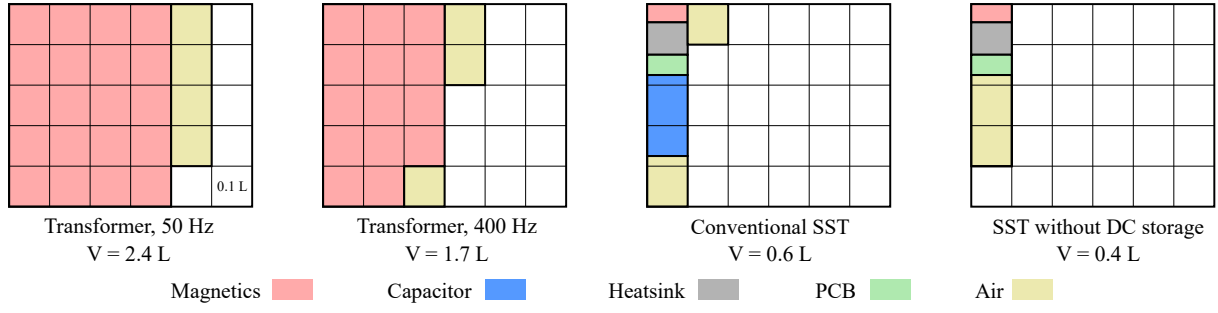 0.1 L
Transformer, 50 Hz
V = 2.4 L
Transformer, 400 Hz
V = 1.7 L
Conventional SST
V = 0.6 L
SST without DC storage
V = 0.4 L
Magnetics Capacitor Heatsink PCB Air